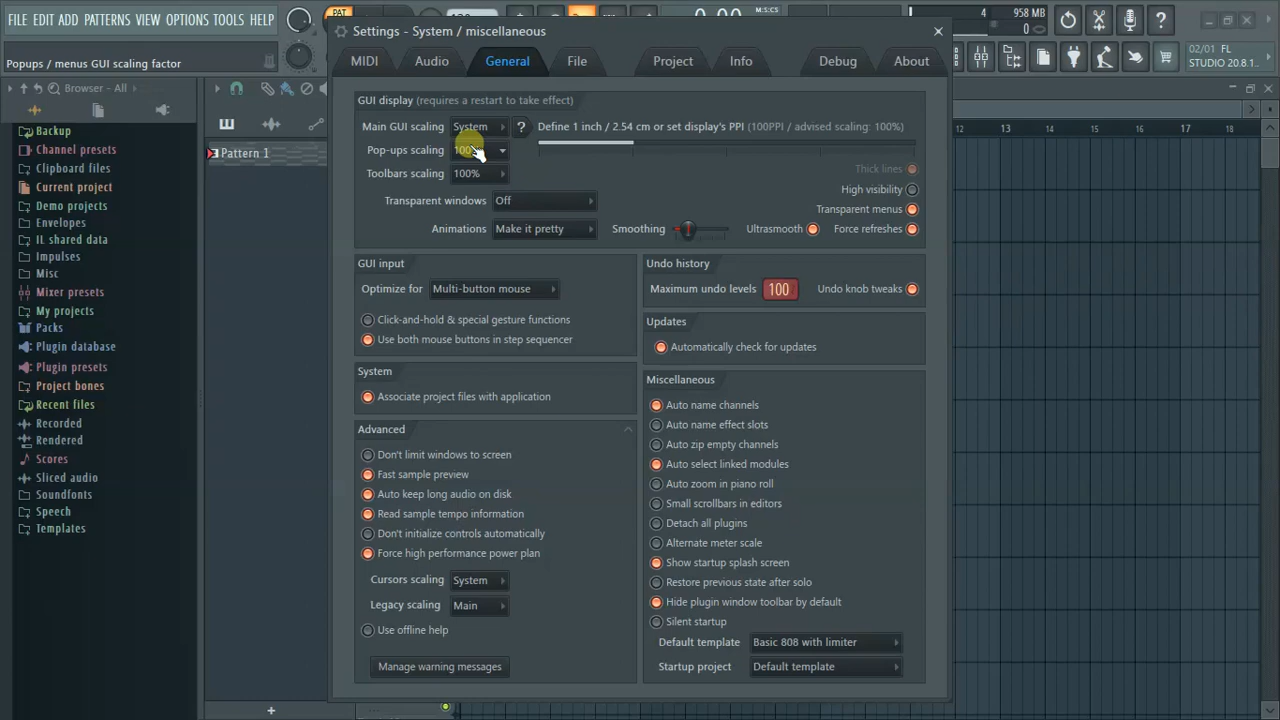 FILE EDIT ADD PATTERNS VIEW OPTIONS TOOLS HELP
PAT
M:S:CS
4
958 MB
0
Popups / menus GUI scaling factor
02/01 FL
STUDIO 20.8.1...
Settings - System / miscellaneous
MIDI
Audio
General
File
Project
Info
Debug
About
Browser - All
Backup
Channel presets
Clipboard files
Current project
Demo projects
Envelopes
IL shared data
Impulses
Misc
Mixer presets
My projects
Packs
Plugin database
Plugin presets
Project bones
Recent files
Recorded
Rendered
Scores
Sliced audio
Soundfonts
Speech
Templates
Pattern 1
GUI display (requires a restart to take effect)
Main GUI scaling System ? Define 1 inch / 2.54 cm or set display's PPI (100PPI / advised scaling: 100%)
Pop-ups scaling 100%
Toolbars scaling 100%
Thick lines
High visibility
Transparent windows Off
Transparent menus
Animations Make it pretty Smoothing Ultrasmooth Force refreshes
GUI input
Optimize for Multi-button mouse
Click-and-hold & special gesture functions
Use both mouse buttons in step sequencer
System
Associate project files with application
Advanced
Don't limit windows to screen
Fast sample preview
Auto keep long audio on disk
Read sample tempo information
Don't initialize controls automatically
Force high performance power plan
Cursors scaling System
Legacy scaling Main
Use offline help
Manage warning messages
Undo history
Maximum undo levels 100 Undo knob tweaks
Updates
Automatically check for updates
Miscellaneous
Auto name channels
Auto name effect slots
Auto zip empty channels
Auto select linked modules
Auto zoom in piano roll
Small scrollbars in editors
Detach all plugins
Alternate meter scale
Show startup splash screen
Restore previous state after solo
Hide plugin window toolbar by default
Silent startup
Default template Basic 808 with limiter
Startup project Default template
12 13 14 15 16 17 18
+